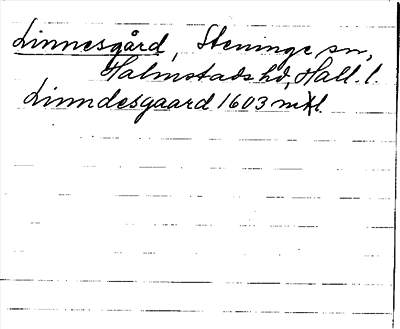 Linnesgård, Steninge sn,
Halmstads hd, Hall. l.
Linndesgaard 1603 mtl.